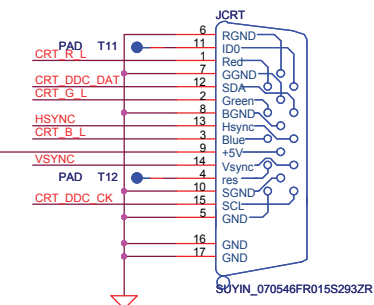 JCRT
6 RGND
PAD T11 11 ID0
CRT_R_L 1 Red
7 GGND
CRT_DDC_DAT 12 SDA
CRT_G_L 2 Green
8 BGND
HSYNC 13 Hsync
CRT_B_L 3 Blue
9 +5V
VSYNC 14 Vsync
PAD T12 4 res
10 SGND
CRT_DDC_CK 15 SCL
5 GND
16 GND
17 GND
SUYIN_070546FR015S293ZR